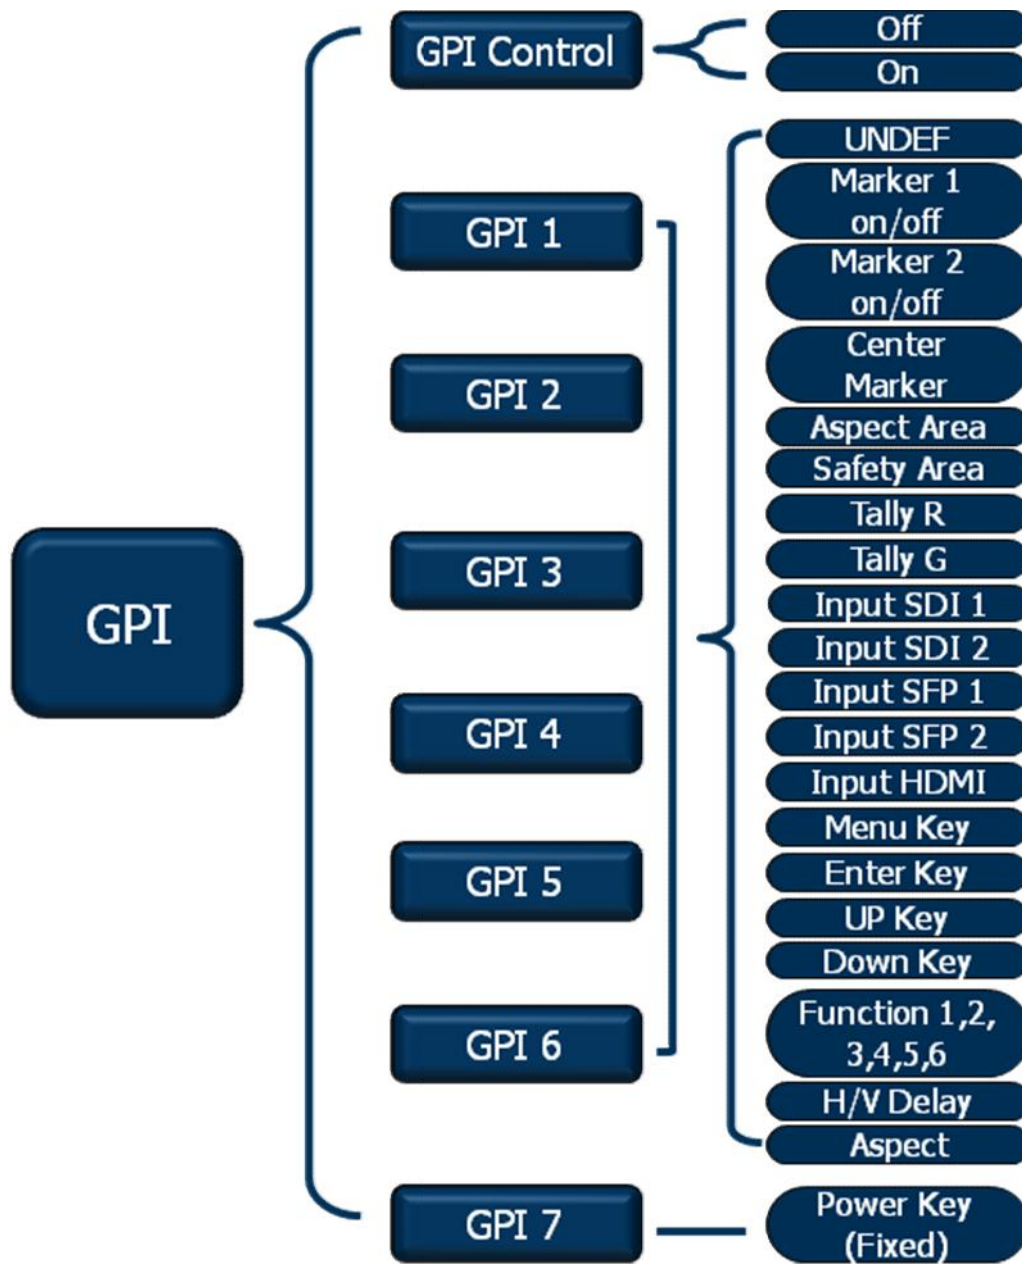 GPI
GPI Control
Off
On
GPI 1
GPI 2
GPI 3
GPI 4
GPI 5
GPI 6
UNDEF
Marker 1
on/off
Marker 2
on/off
Center
Marker
Aspect Area
Safety Area
Tally R
Tally G
Input SDI 1
Input SDI 2
Input SFP 1
Input SFP 2
Input HDMI
Menu Key
Enter Key
UP Key
Down Key
Function 1,2,
3,4,5,6
H/V Delay
Aspect
GPI 7
Power Key
(Fixed)